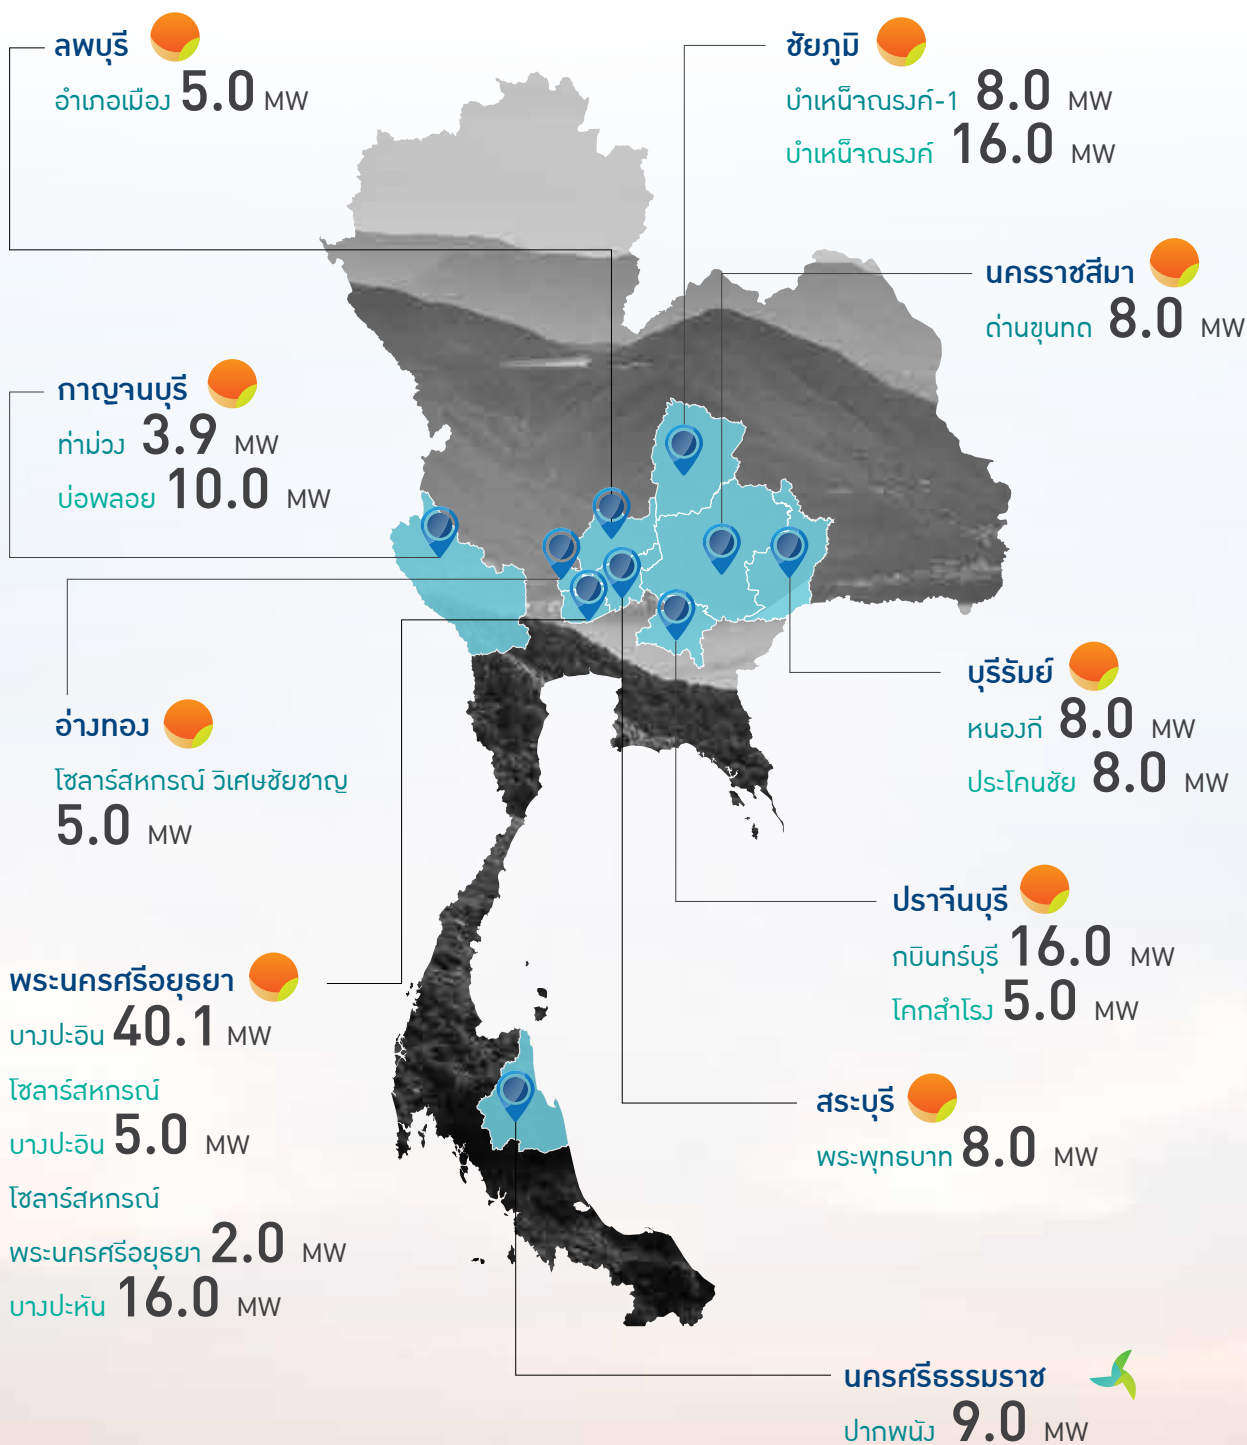 ลพบุรี
อำเภอเมือง 5.0 MW
ชัยภูมิ
บำเหน็จณรงค์-1 8.0 MW
บำเหน็จณรงค์ 16.0 MW
นครราชสีมา
ด่านขุนทด 8.0 MW
กาญจนบุรี
ท่าม่วง 3.9 MW
บ่อพลอย 10.0 MW
บุรีรัมย์
หนองกี่ 8.0 MW
ประโคนชัย 8.0 MW
อ่างทอง
โซลาร์สหกรณ์ วิเศษชัยชาญ
5.0 MW
ปราจีนบุรี
กบินทร์บุรี 16.0 MW
โคกสำโรง 5.0 MW
พระนครศรีอยุธยา
บางปะอิน 40.1 MW
โซลาร์สหกรณ์
บางปะอิน 5.0 MW
โซลาร์สหกรณ์
พระนครศรีอยุธยา 2.0 MW
บางปะหัน 16.0 MW
สระบุรี
พระพุทธบาท 8.0 MW
นครศรีธรรมราช
ปากพนัง 9.0 MW